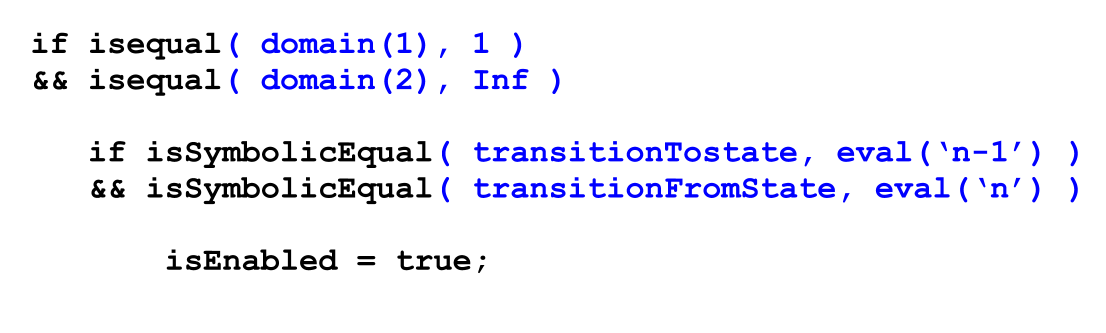 if isequal( domain(1), 1 )
&& isequal( domain(2), Inf )
if isSymbolicEqual( transitionTostate, eval(‘n-1’) )
&& isSymbolicEqual( transitionFromState, eval(‘n’) )
isEnabled = true;